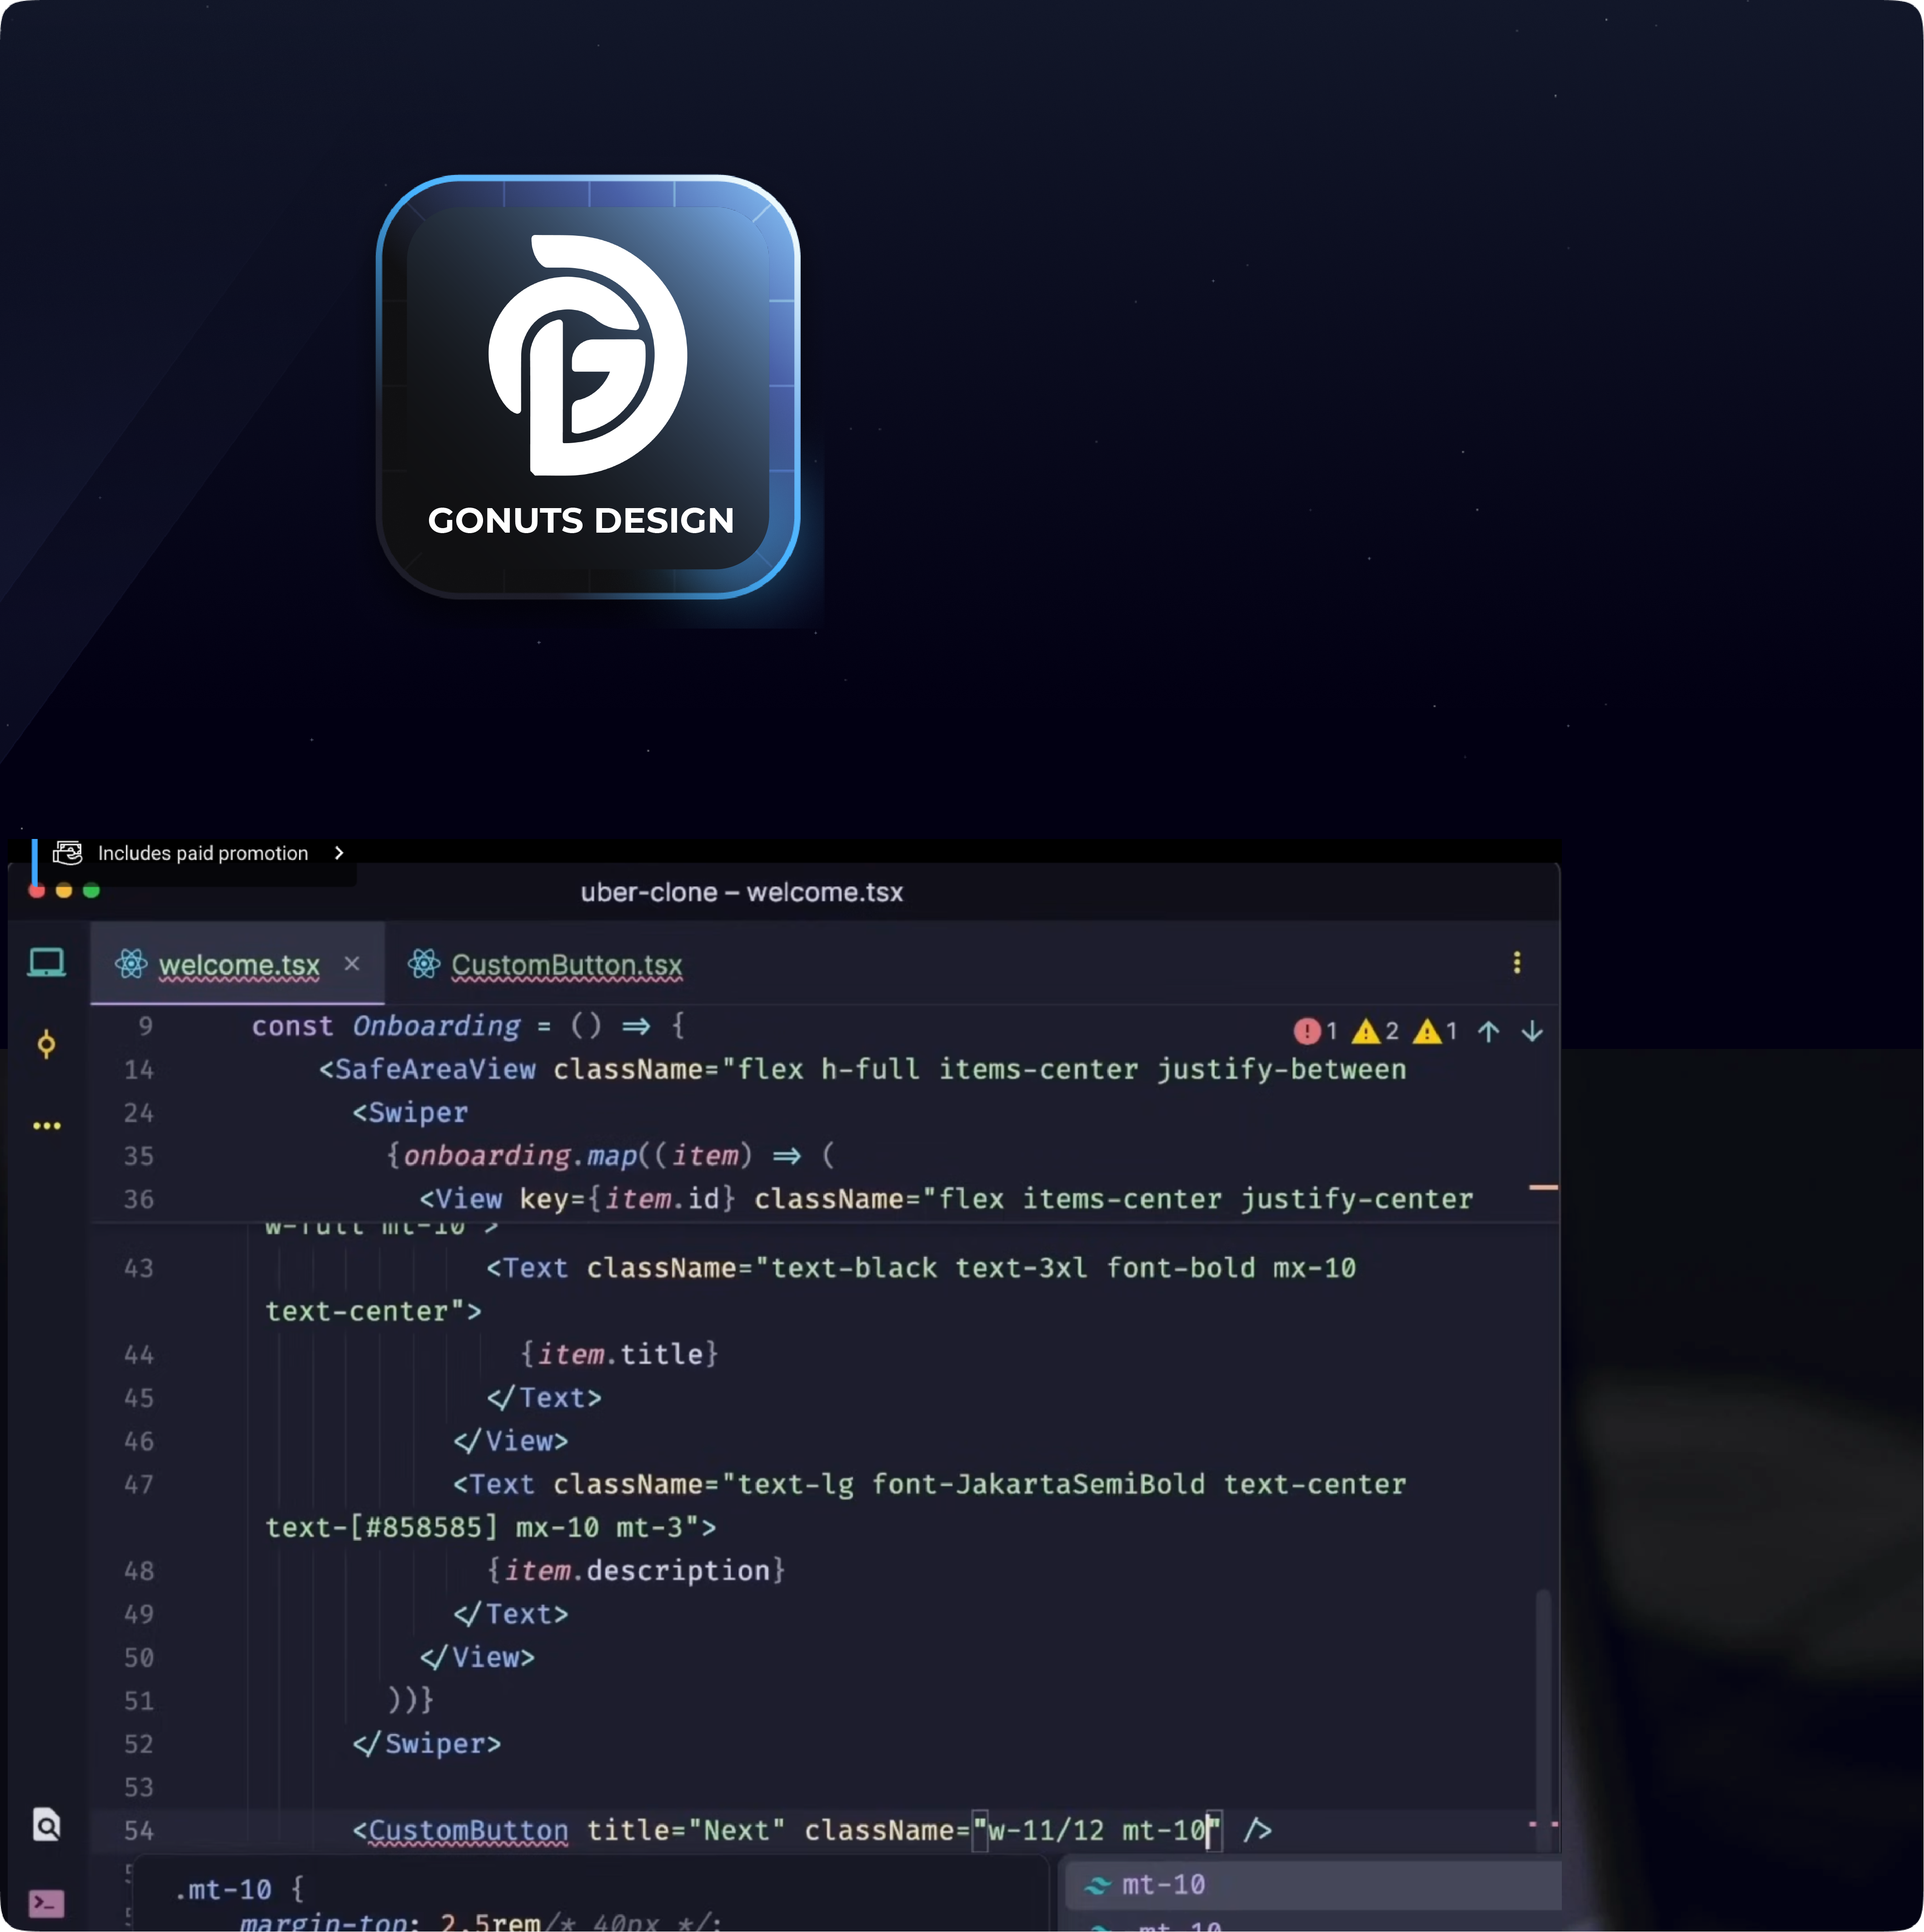 GONUTS DESIGN
Includes paid promotion
uber-clone – welcome.tsx
welcome.tsx
CustomButton.tsx
9 const Onboarding = () => {
1 2 1
14 <SafeAreaView className="flex h-full items-center justify-between
24 <Swiper
35 {onboarding.map((item) => (
36 <View key={item.id} className="flex items-center justify-center
w-full mt-10">
43 <Text className="text-black text-3xl font-bold mx-10
text-center">
44 {item.title}
45 </Text>
46 </View>
47 <Text className="text-lg font-JakartaSemiBold text-center
text-[#858585] mx-10 mt-3">
48 {item.description}
49 </Text>
50 </View>
51 ))}
52 </Swiper>
53
54 <CustomButton title="Next" className="w-11/12 mt-10" />
.mt-10 {
mt-10
margin-top: 2.5rem/* 40px */;
-mt-10